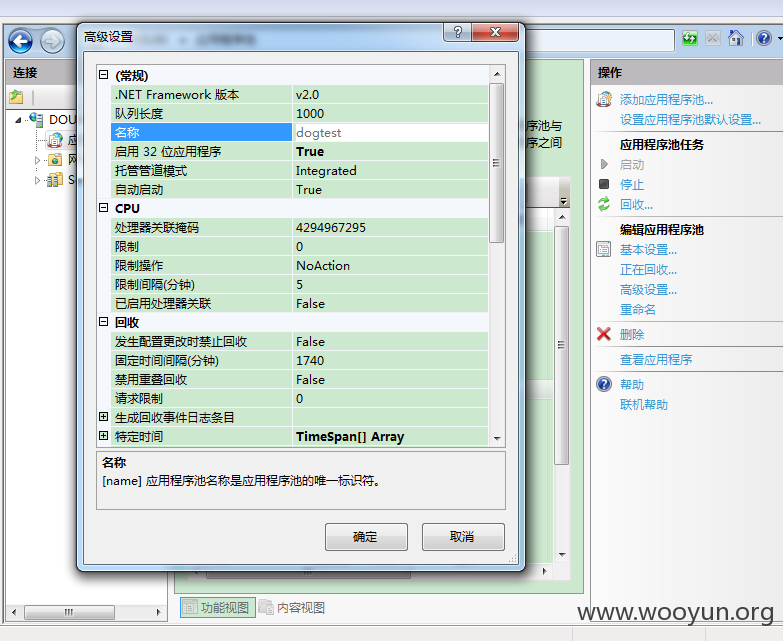 高级设置
(常规)
.NET Framework 版本 v2.0
队列长度 1000
名称 dogtest
启用 32 位应用程序 True
托管管道模式 Integrated
自动启动 True
CPU
处理器关联掩码 4294967295
限制 0
限制操作 NoAction
限制间隔(分钟) 5
已启用处理器关联 False
回收
发生配置更改时禁止回收 False
固定时间间隔(分钟) 1740
禁用重叠回收 False
请求限制 0
生成回收事件日志条目
特定时间 TimeSpan[] Array
名称
[name] 应用程序池名称是应用程序池的唯一标识符。
确定 取消
连接
DOU
应
网
S
序池与
序之间
功能视图 内容视图
操作
添加应用程序池...
设置应用程序池默认设置...
应用程序池任务
启动
停止
回收...
编辑应用程序池
基本设置...
正在回收...
高级设置...
重命名
删除
查看应用程序
帮助
联机帮助
www.wooyun.org